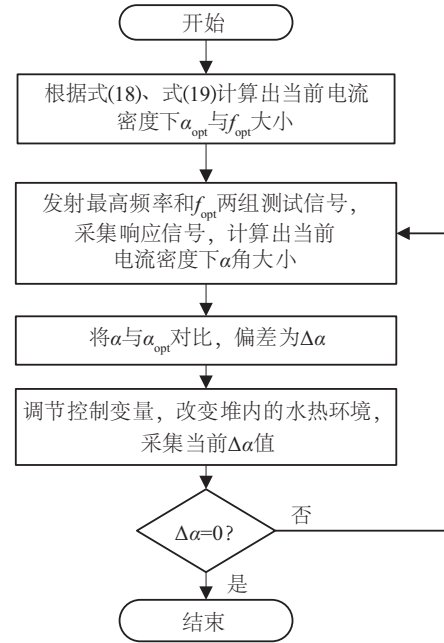 开始
根据式(18)、式(19)计算出当前电流
密度下α_opt与f_opt大小
发射最高频率和f_opt两组测试信号，
采集响应信号，计算出当前
电流密度下α角大小
将α与α_opt对比，偏差为Δα
调节控制变量，改变堆内的水热环境，
采集当前Δα值
Δα=0？
否
是
结束